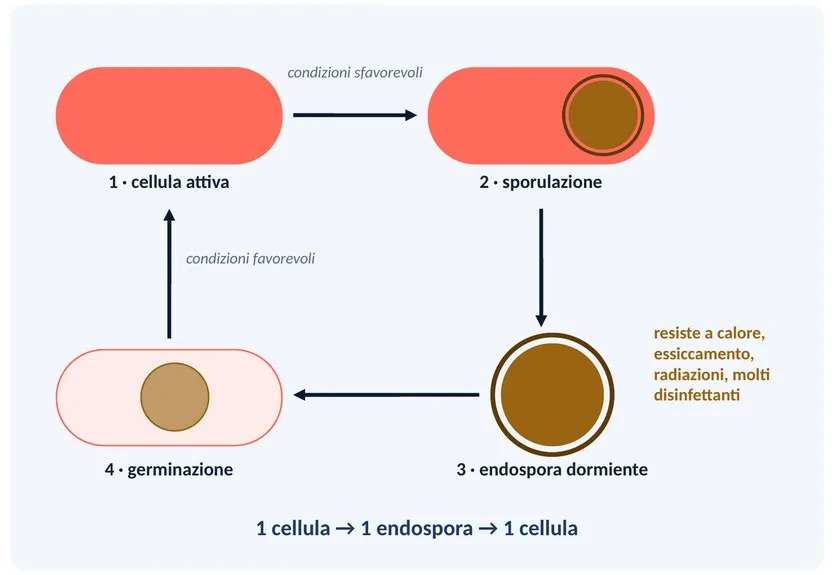 condizioni sfavorevoli
1 · cellula attiva
2 · sporulazione
condizioni favorevoli
resiste a calore,
essiccamento,
radiazioni, molti
disinfettanti
4 · germinazione
3 · endospora dormiente
1 cellula → 1 endospora → 1 cellula